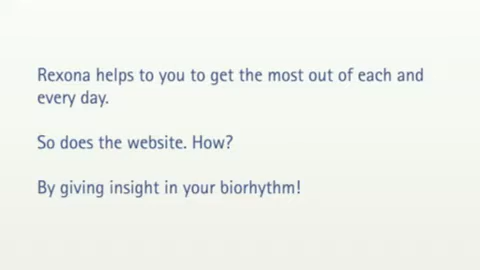 Rexona helps to you to get the most out of each and
every day.
So does the website. How?
By giving insight in your biorhythm!